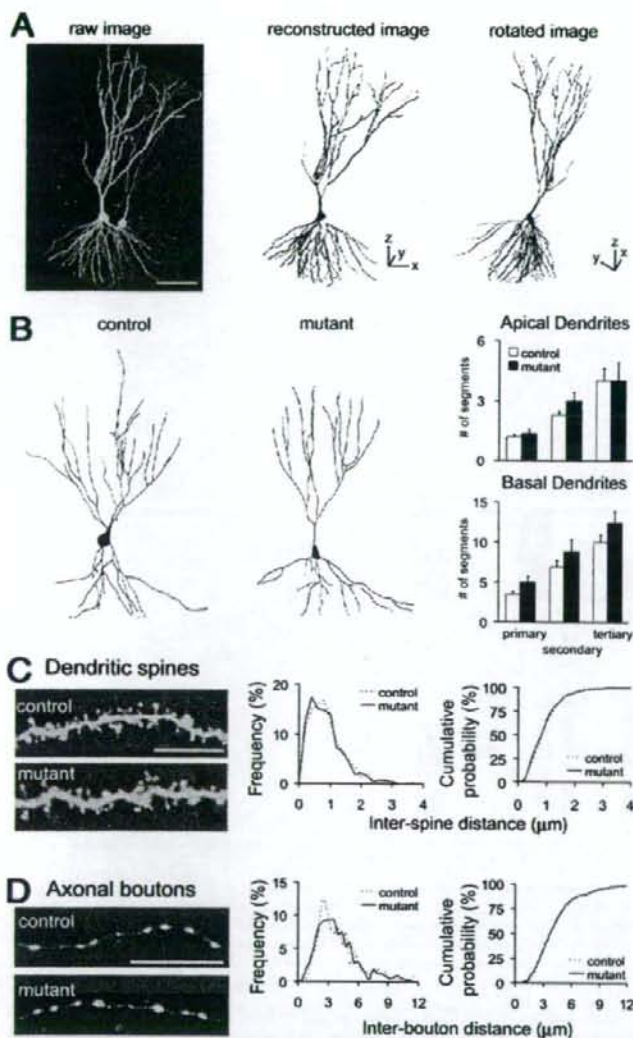 A
raw image
reconstructed image
rotated image
z
y
x
z
y
x
B
control
mutant
Apical Dendrites
control
mutant
# of segments
6
3
0
Basal Dendrites
# of segments
15
10
5
0
primary
secondary
tertiary
C Dendritic spines
control
mutant
Frequency (%)
20
10
0
control
mutant
0 1 2 3 4
Cumulative probability (%)
100
75
50
25
0
control
mutant
0 1 2 3 4
Inter-spine distance (µm)
D Axonal boutons
control
mutant
Frequency (%)
15
10
5
0
control
mutant
0 3 6 9 12
Cumulative probability (%)
100
75
50
25
0
control
mutant
0 3 6 9 12
Inter-bouton distance (µm)